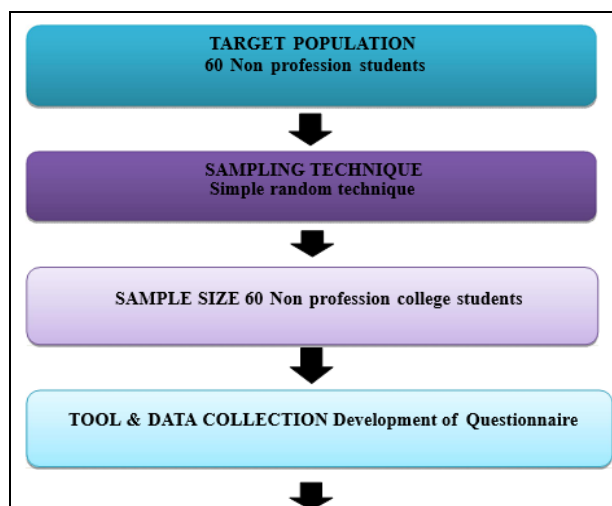 TARGET POPULATION
60 Non profession students
SAMPLING TECHNIQUE
Simple random technique
SAMPLE SIZE 60 Non profession college students
TOOL & DATA COLLECTION Development of Questionnaire